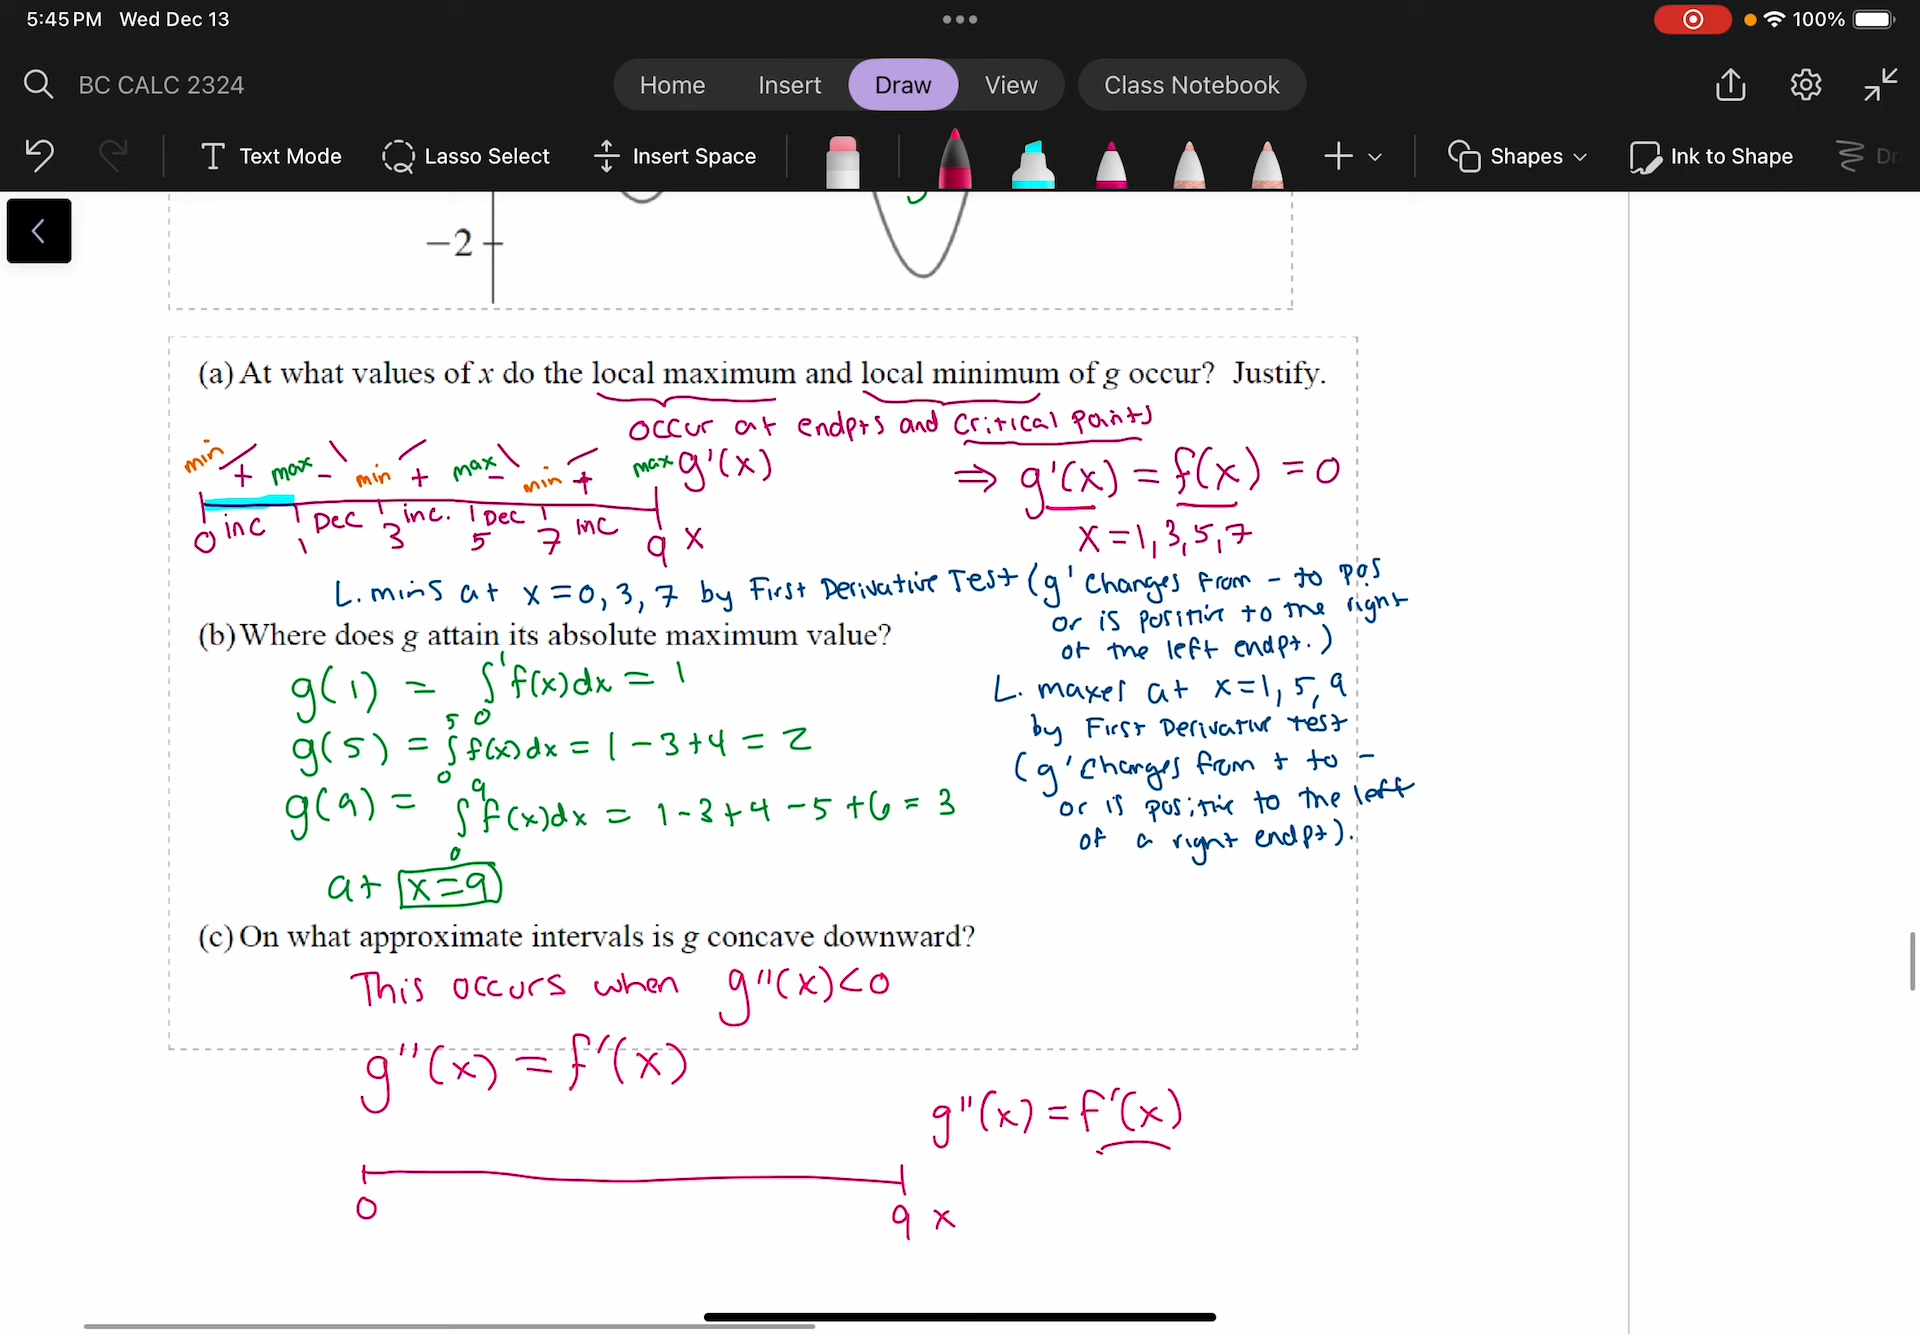 5:45 PM Wed Dec 13
100%
BC CALC 2324
Home Insert Draw View Class Notebook
Text Mode Lasso Select Insert Space Shapes Ink to Shape
−2
(a) At what values of x do the local maximum and local minimum of g occur? Justify.
occur at endpts and critical points
min + max - min + max - min + max g'(x)
⇒ g'(x) = f(x) = 0
inc Dec inc. Dec inc
0 1 3 5 7 9 x
x = 1, 3, 5, 7
L. mins at x = 0, 3, 7 by First Derivative Test (g' changes from - to pos
or is positive to the right
of the left endpt.)
(b) Where does g attain its absolute maximum value?
g(1) = ∫₀¹ f(x)dx = 1
L. maxes at x=1, 5, 9
by First Derivative test
g(5) = ∫₀⁵ f(x)dx = 1 - 3 + 4 = 2
(g' changes from + to -
or is positive to the left
of a right endpt).
g(9) = ∫₀⁹ f(x)dx = 1 - 3 + 4 - 5 + 6 = 3
at x=9
(c) On what approximate intervals is g concave downward?
This occurs when g''(x) < 0
g''(x) = f'(x)
g''(x) = f'(x)
0 9 x